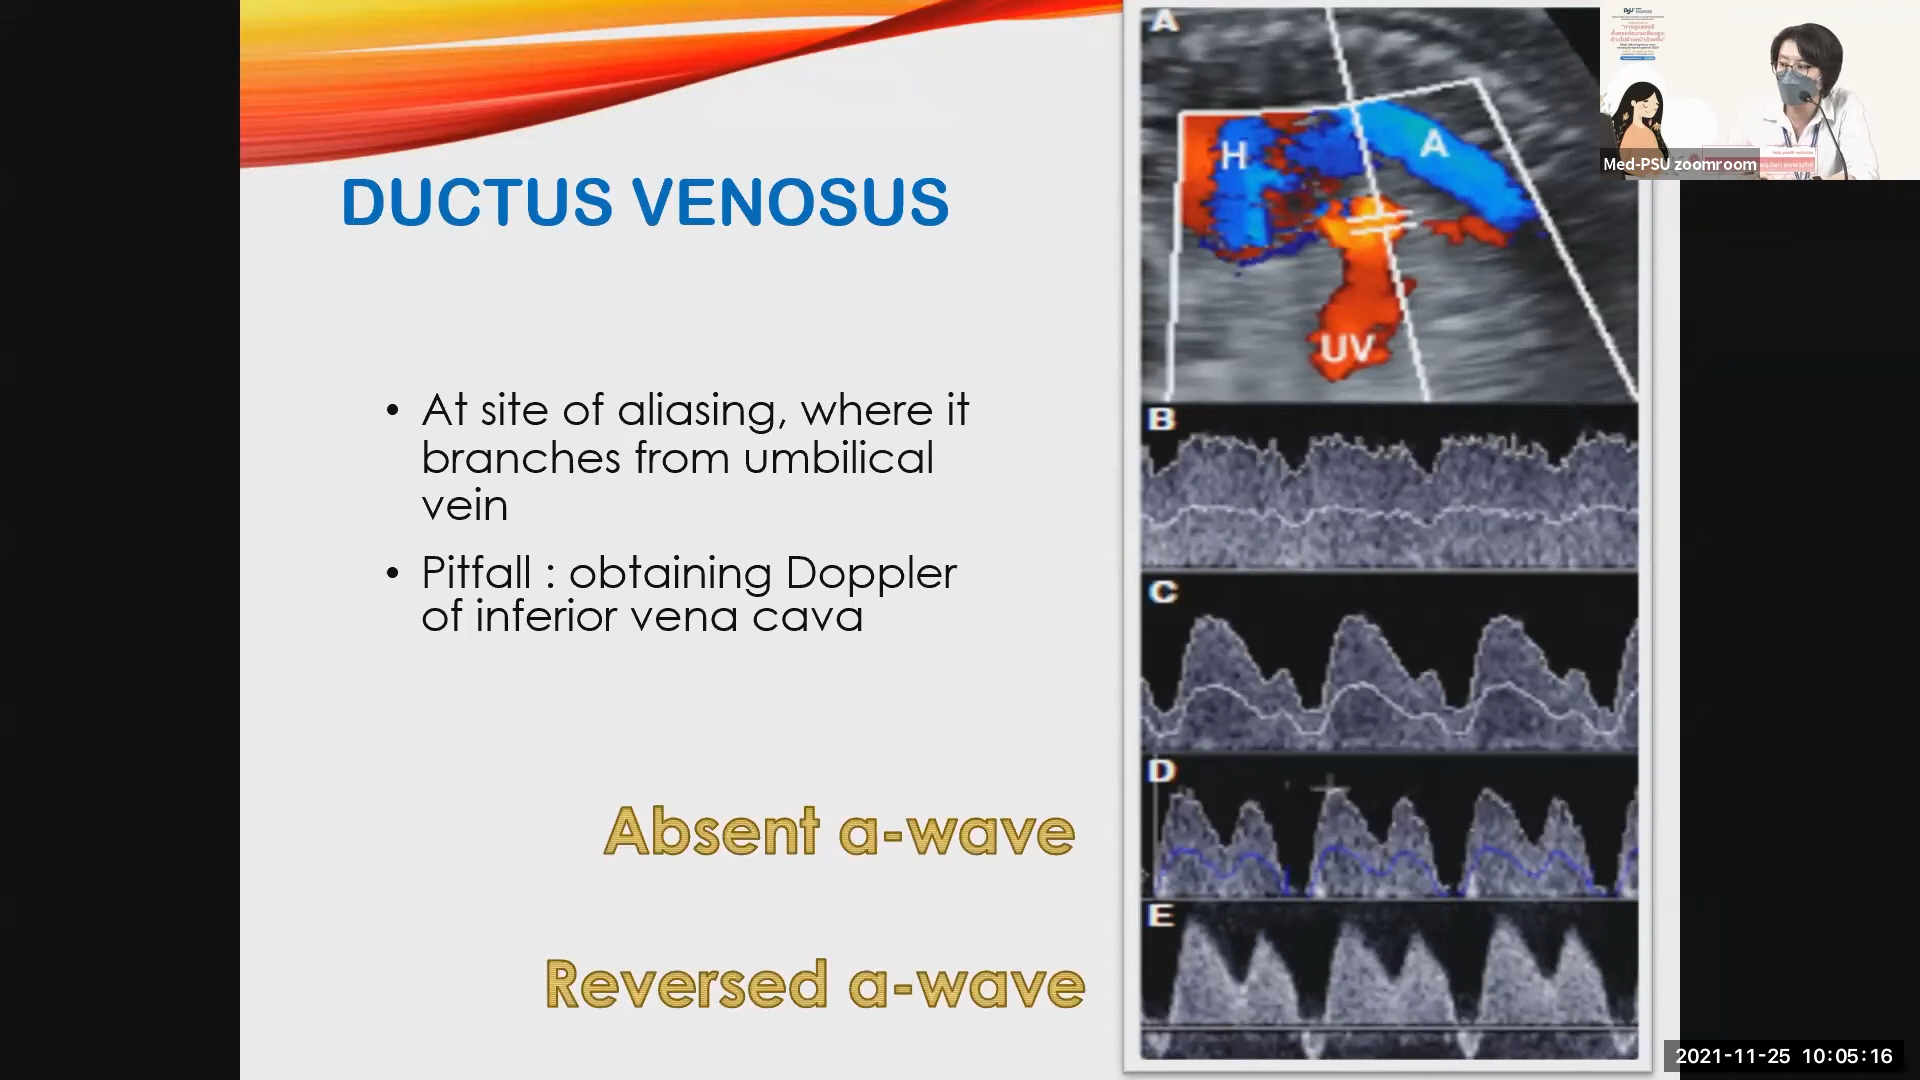 DUCTUS VENOSUS
• At site of aliasing, where it
branches from umbilical
vein
• Pitfall : obtaining Doppler
of inferior vena cava
Absent a-wave
Reversed a-wave
A
H
A
UV
B
C
D
E
PSU
Med-PSU zoomroom
2021-11-25 10:05:16